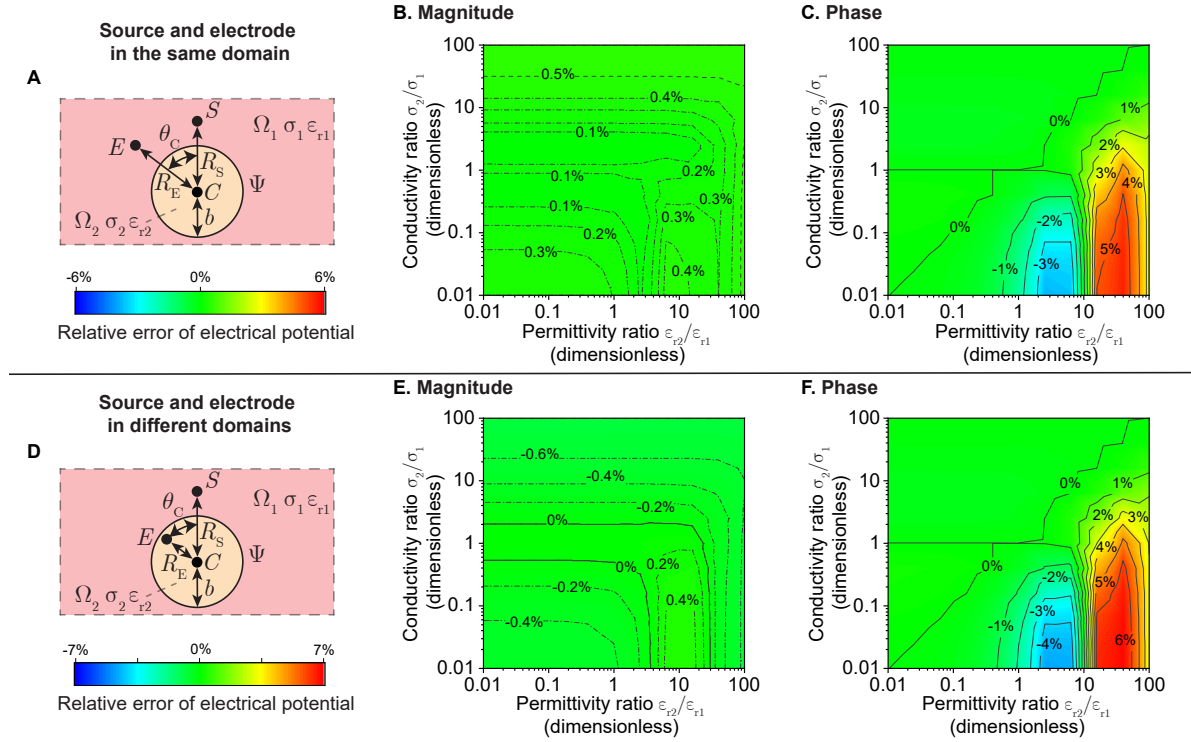 Source and electrode
in the same domain
A
S
θC
Ω1 σ1 εr1
E
RS
RE
C
Ψ
Ω2 σ2 εr2
b
-6% 0% 6%
Relative error of electrical potential
B. Magnitude
Conductivity ratio σ2/σ1
(dimensionless)
100
10
1
0.1
0.01
0.5%
0.4%
0.1%
0.2%
0.1%
0.3%
0.1%
0.3%
0.2%
0.3%
0.4%
0.01 0.1 1 10 100
Permittivity ratio εr2/εr1
(dimensionless)
C. Phase
Conductivity ratio σ2/σ1
(dimensionless)
100
10
1
0.1
0.01
0%
1%
2%
3%
4%
0%
-2%
-1%
-3%
5%
0.01 0.1 1 10 100
Permittivity ratio εr2/εr1
(dimensionless)
Source and electrode
in different domains
D
S
θC
Ω1 σ1 εr1
E
RS
RE
C
Ψ
Ω2 σ2 εr2
b
-7% 0% 7%
Relative error of electrical potential
E. Magnitude
Conductivity ratio σ2/σ1
(dimensionless)
100
10
1
0.1
0.01
-0.6%
-0.4%
-0.2%
0%
0%
0.2%
-0.2%
0.4%
-0.4%
0.01 0.1 1 10 100
Permittivity ratio εr2/εr1
(dimensionless)
F. Phase
Conductivity ratio σ2/σ1
(dimensionless)
100
10
1
0.1
0.01
0%
1%
2%
3%
4%
0%
-2%
5%
-3%
-1%
-4%
6%
0.01 0.1 1 10 100
Permittivity ratio εr2/εr1
(dimensionless)